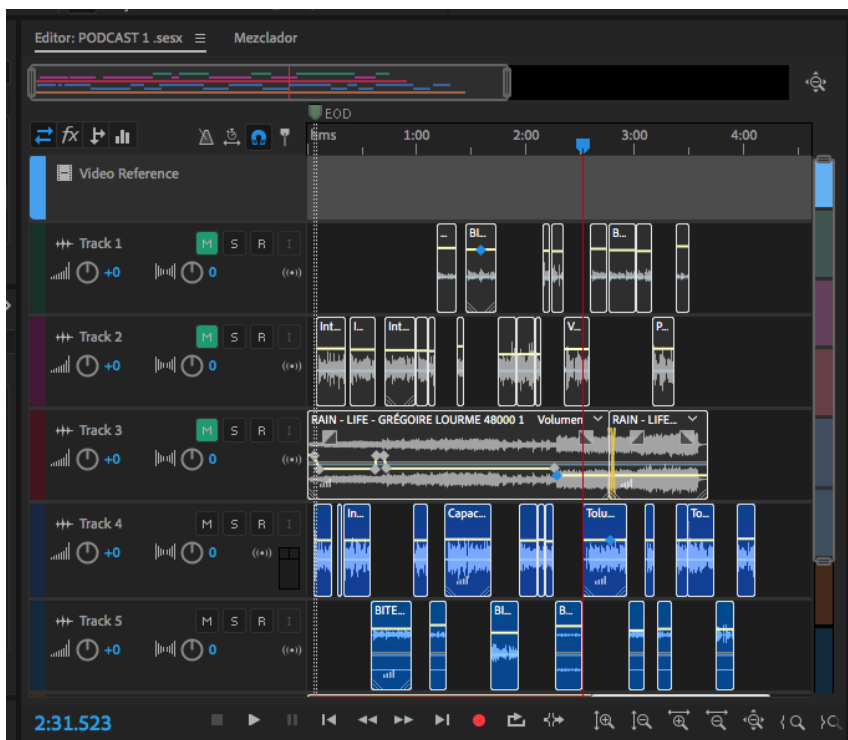 Editor: PODCAST 1 .sesx Mezclador
EOD
hms 1:00 2:00 3:00 4:00
Video Reference
Track 1 M S R I
... BI... B...
+0 0
Track 2 M S R I
Int... I... Int... V... P...
+0 0
Track 3 M S R I
RAIN - LIFE - GRÉGOIRE LOURME 48000 1 Volumen RAIN - LIFE...
+0 0
Track 4 M S R I
In... Capac... Tolu... To...
+0 0
Track 5 M S R I
BITE... BI... B...
+0 0
2:31.523